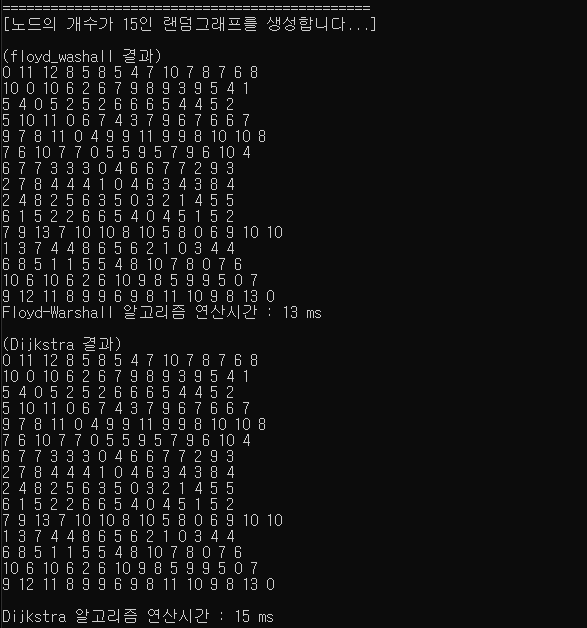 ==============================================
[노드의 개수가 15인 랜덤그래프를 생성합니다...]
(floyd_washall 결과)
0 11 12 8 5 8 5 4 7 10 7 8 7 6 8
10 0 10 6 2 6 7 9 8 9 3 9 5 4 1
5 4 0 5 2 5 2 6 6 6 5 4 4 5 2
5 10 11 0 6 7 4 3 7 9 6 7 6 6 7
9 7 8 11 0 4 9 9 11 9 9 8 10 10 8
7 6 10 7 7 0 5 5 9 5 7 9 6 10 4
6 7 7 3 3 3 0 4 6 6 7 7 2 9 3
2 7 8 4 4 4 1 0 4 6 3 4 3 8 4
2 4 8 2 5 6 3 5 0 3 2 1 4 5 5
6 1 5 2 2 6 6 5 4 0 4 5 1 5 2
7 9 13 7 10 10 8 10 5 8 0 6 9 10 10
1 3 7 4 4 8 6 5 6 2 1 0 3 4 4
6 8 5 1 1 5 5 4 8 10 7 8 0 7 6
10 6 10 6 2 6 10 9 8 5 9 9 5 0 7
9 12 11 8 9 9 6 9 8 11 10 9 8 13 0
Floyd-Warshall 알고리즘 연산시간 : 13 ms
(Dijkstra 결과)
0 11 12 8 5 8 5 4 7 10 7 8 7 6 8
10 0 10 6 2 6 7 9 8 9 3 9 5 4 1
5 4 0 5 2 5 2 6 6 6 5 4 4 5 2
5 10 11 0 6 7 4 3 7 9 6 7 6 6 7
9 7 8 11 0 4 9 9 11 9 9 8 10 10 8
7 6 10 7 7 0 5 5 9 5 7 9 6 10 4
6 7 7 3 3 3 0 4 6 6 7 7 2 9 3
2 7 8 4 4 4 1 0 4 6 3 4 3 8 4
2 4 8 2 5 6 3 5 0 3 2 1 4 5 5
6 1 5 2 2 6 6 5 4 0 4 5 1 5 2
7 9 13 7 10 10 8 10 5 8 0 6 9 10 10
1 3 7 4 4 8 6 5 6 2 1 0 3 4 4
6 8 5 1 1 5 5 4 8 10 7 8 0 7 6
10 6 10 6 2 6 10 9 8 5 9 9 5 0 7
9 12 11 8 9 9 6 9 8 11 10 9 8 13 0
Dijkstra 알고리즘 연산시간 : 15 ms